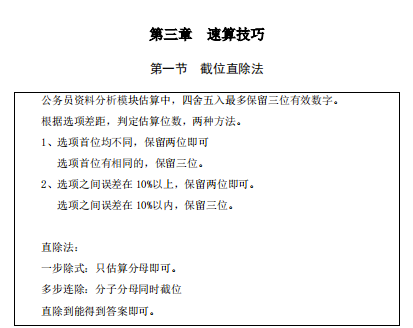 第三章　速算技巧
第一节　截位直除法
公务员资料分析模块估算中，四舍五入最多保留三位有效数字。
根据选项差距，判定估算位数，两种方法。
1、选项首位均不同，保留两位即可
选项首位有相同的，保留三位。
2、选项之间误差在 10%以上，保留两位即可。
选项之间误差在 10%以内，保留三位。
直除法：
一步除式：只估算分母即可。
多步连除：分子分母同时截位
直除到能得到答案即可。